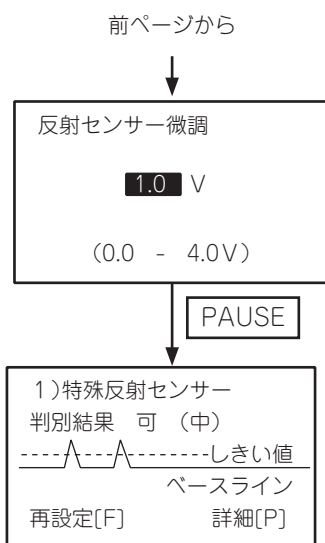 前ページから
反射センサー微調
1.0 V
(0.0 - 4.0V)
PAUSE
1)特殊反射センサー
判別結果 可 (中)
しきい値
ベースライン
再設定[F] 詳細[P]